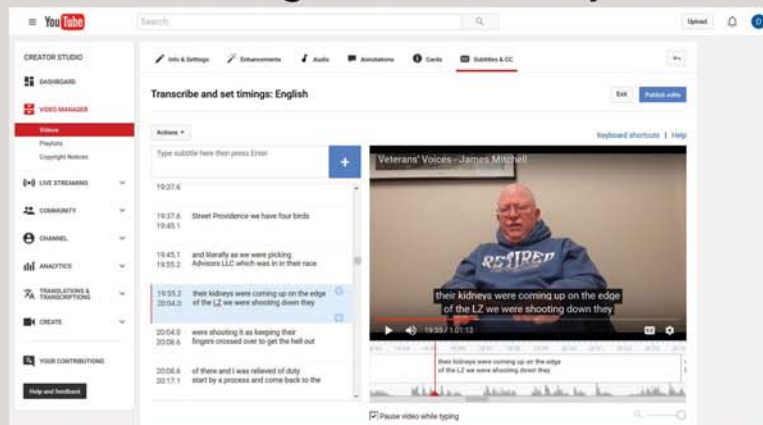 YouTube
Search
Upload
CREATOR STUDIO
DASHBOARD
VIDEO MANAGER
Videos
Playlists
Copyright Notices
LIVE STREAMING
COMMUNITY
CHANNEL
ANALYTICS
TRANSLATIONS &
TRANSCRIPTIONS
CREATE
YOUR CONTRIBUTIONS
Help and feedback
Info & Settings
Enhancements
Audio
Annotations
Cards
Subtitles & CC
Transcribe and set timings: English
Exit
Publish edits
Actions
Keyboard shortcuts | Help
Type subtitle here then press Enter
+
19:37.6
19:37.6 Street Providence we have four birds
19:45.1
19:45.1 and literally as we were picking
19:55.2 Advisors LLC which was in in their race
19:55.2 their kidneys were coming up on the edge
20:04.0 of the LZ we were shooting down they
20:04.0 were shooting it as keeping their
20:08.6 fingers crossed over to get the hell out
20:08.6 of there and I was relieved of duty
20:17.1 start by a process and come back to the
Veterans' Voices - James Mitchell
RETIRED
their kidneys were coming up on the edge
of the LZ we were shooting down they
19:55 / 1:01:13
their kidneys were coming up on the edge
of the LZ we were shooting down they
Pause video while typing